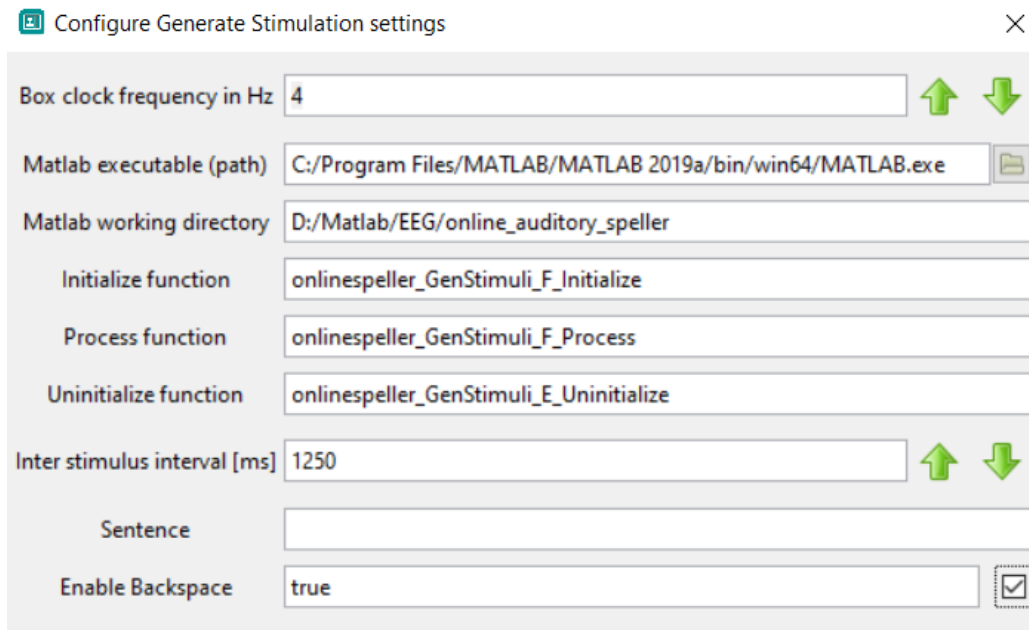 Configure Generate Stimulation settings
Box clock frequency in Hz 4
Matlab executable (path) C:/Program Files/MATLAB/MATLAB 2019a/bin/win64/MATLAB.exe
Matlab working directory D:/Matlab/EEG/online_auditory_speller
Initialize function onlinespeller_GenStimuli_F_Initialize
Process function onlinespeller_GenStimuli_F_Process
Uninitialize function onlinespeller_GenStimuli_E_Uninitialize
Inter stimulus interval [ms] 1250
Sentence
Enable Backspace true